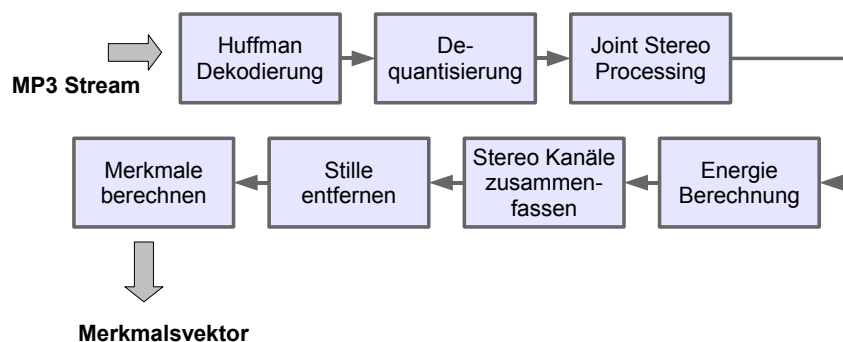 MP3 Stream
Huffman
Dekodierung
De-
quantisierung
Joint Stereo
Processing
Energie
Berechnung
Stereo Kanäle
zusammen-
fassen
Stille
entfernen
Merkmale
berechnen
Merkmalsvektor